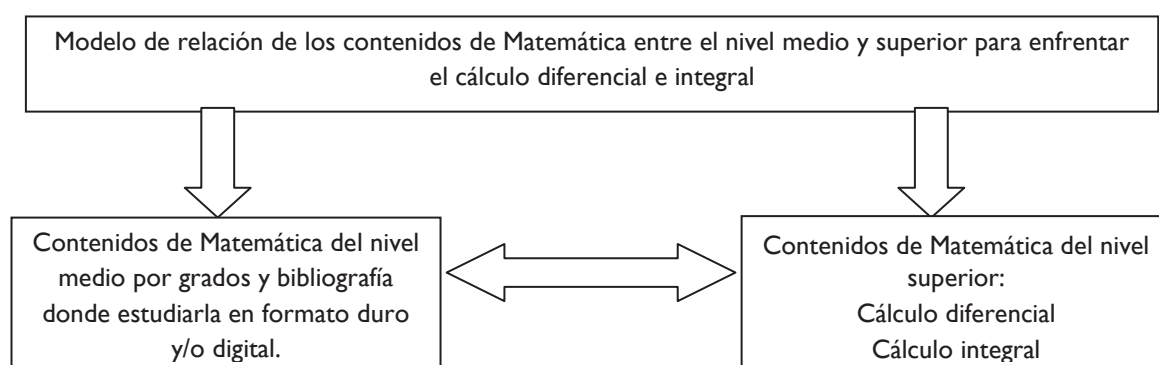 Modelo de relación de los contenidos de Matemática entre el nivel medio y superior para enfrentar
el cálculo diferencial e integral
Contenidos de Matemática del nivel
medio por grados y bibliografía
donde estudiarla en formato duro
y/o digital.
Contenidos de Matemática del nivel
superior:
Cálculo diferencial
Cálculo integral